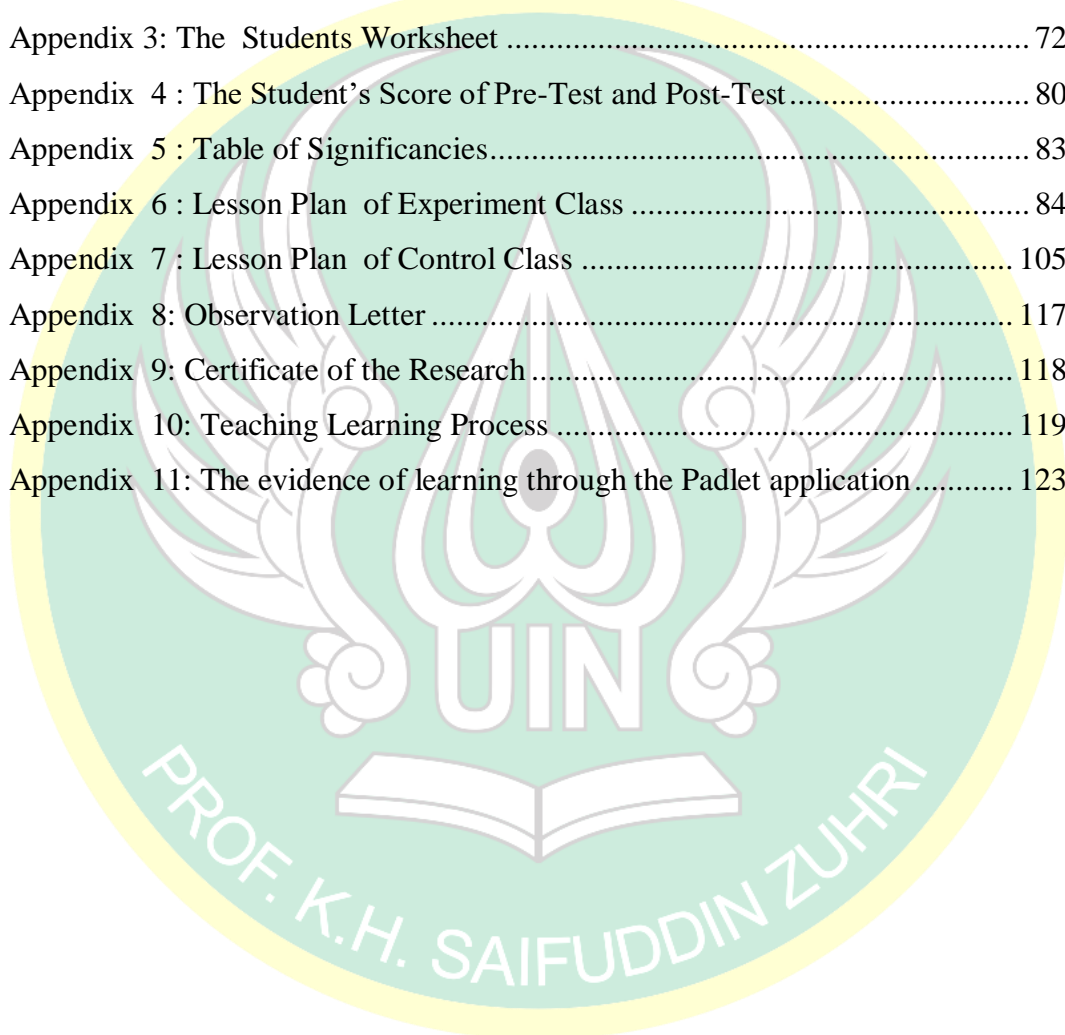 Appendix 3: The Students Worksheet ........................................................................ 72
Appendix 4 : The Student’s Score of Pre-Test and Post-Test ................................. 80
Appendix 5 : Table of Significancies ......................................................................... 83
Appendix 6 : Lesson Plan of Experiment Class ...................................................... 84
Appendix 7 : Lesson Plan of Control Class ........................................................... 105
Appendix 8: Observation Letter ................................................................................ 117
Appendix 9: Certificate of the Research .................................................................. 118
Appendix 10: Teaching Learning Process ............................................................... 119
Appendix 11: The evidence of learning through the Padlet application ............ 123
UIN
PROF. K.H. SAIFUDDIN ZUHRI